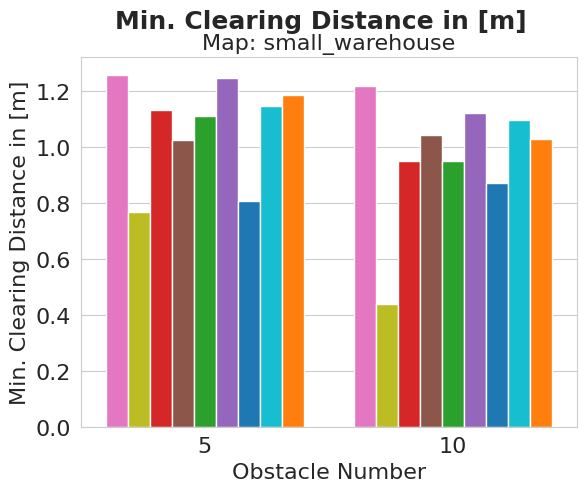 Min. Clearing Distance in [m]
Map: small_warehouse
Min. Clearing Distance in [m]
1.2
1.0
0.8
0.6
0.4
0.2
0.0
5 10
Obstacle Number